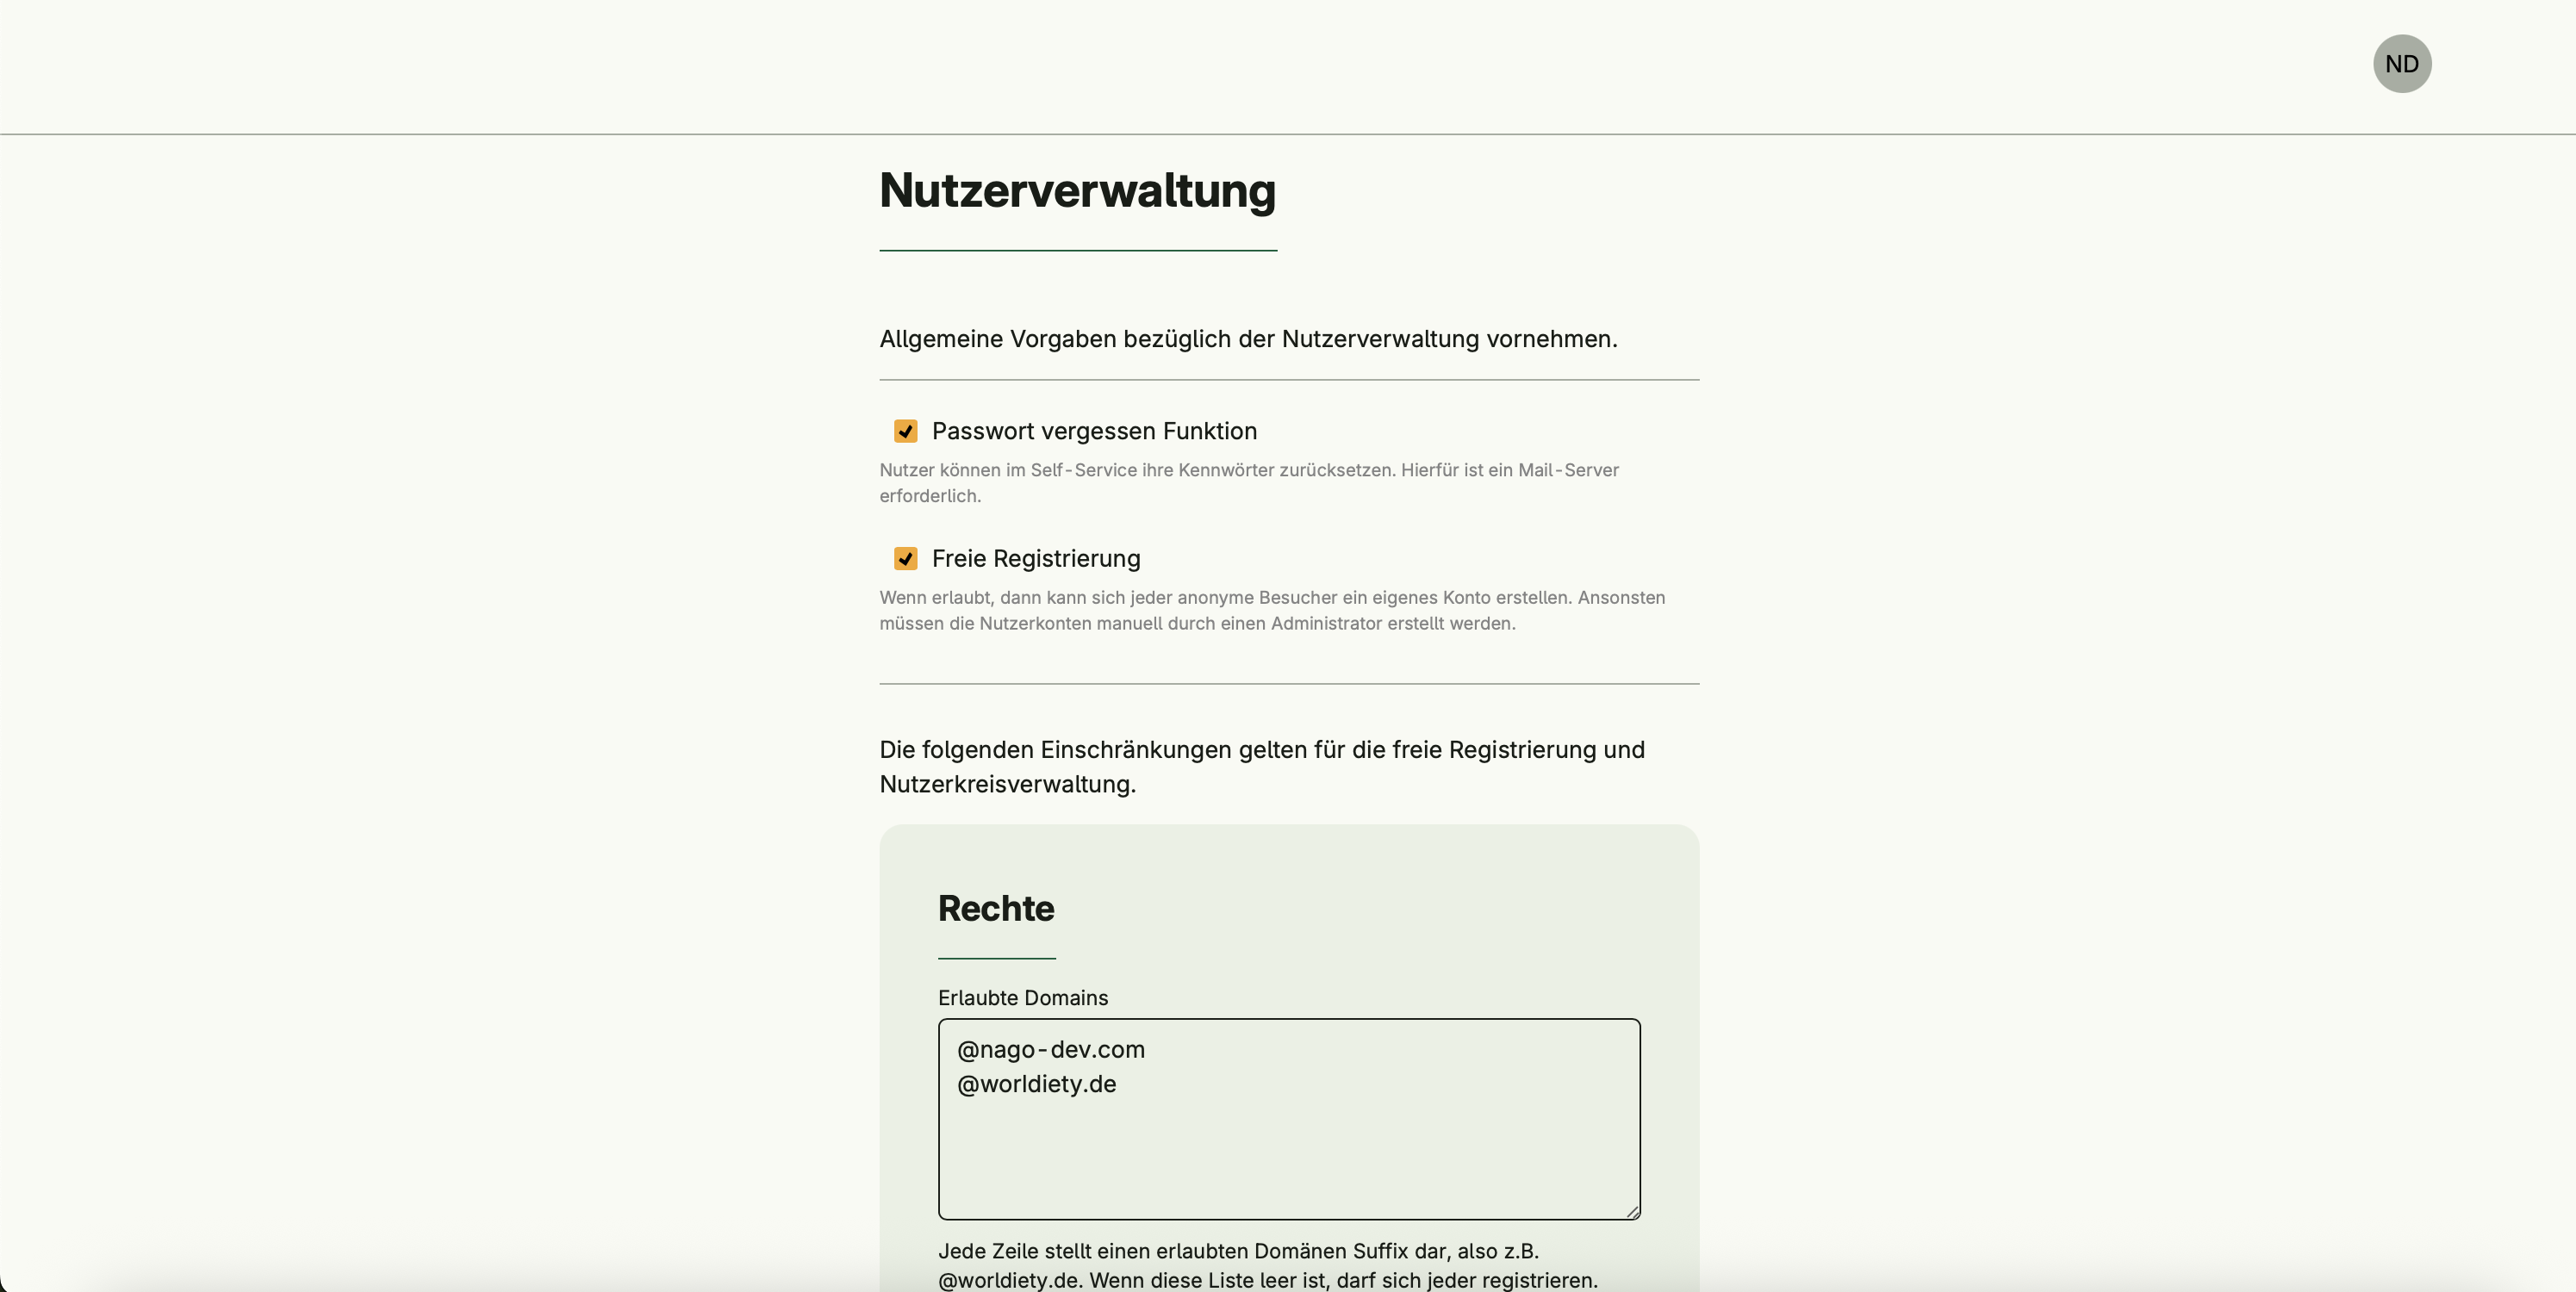 ND
Nutzerverwaltung
Allgemeine Vorgaben bezüglich der Nutzerverwaltung vornehmen.
Passwort vergessen Funktion
Nutzer können im Self-Service ihre Kennwörter zurücksetzen. Hierfür ist ein Mail-Server
erforderlich.
Freie Registrierung
Wenn erlaubt, dann kann sich jeder anonyme Besucher ein eigenes Konto erstellen. Ansonsten
müssen die Nutzerkonten manuell durch einen Administrator erstellt werden.
Die folgenden Einschränkungen gelten für die freie Registrierung und
Nutzerkreisverwaltung.
Rechte
Erlaubte Domains
@nago-dev.com
@worldiety.de
Jede Zeile stellt einen erlaubten Domänen Suffix dar, also z.B.
@worldiety.de. Wenn diese Liste leer ist, darf sich jeder registrieren.